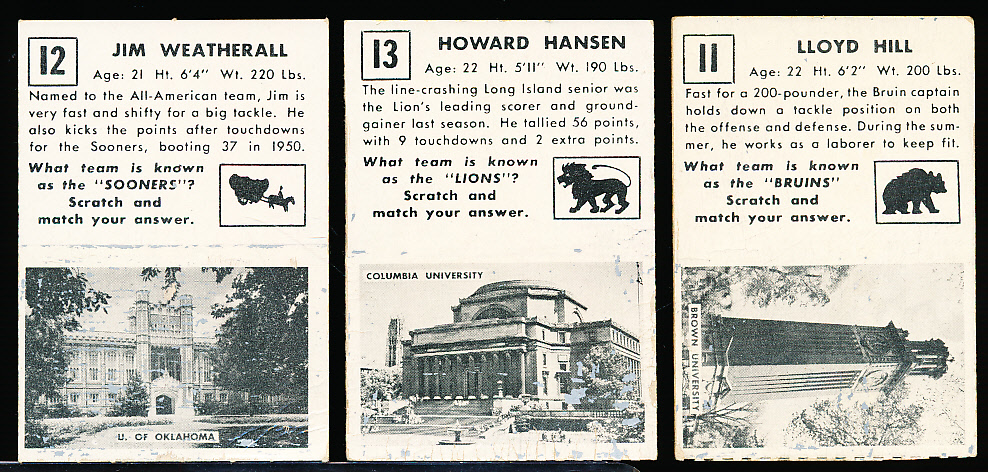 12
JIM WEATHERALL
Age: 21 Ht. 6'4" Wt. 220 Lbs.
Named to the All-American team, Jim is
very fast and shifty for a big tackle. He
also kicks the points after touchdowns
for the Sooners, booting 37 in 1950.
What team is known
as the "SOONERS"?
Scratch and
match your answer.
U. OF OKLAHOMA
13
HOWARD HANSEN
Age: 22 Ht. 5'11" Wt. 190 Lbs.
The line-crashing Long Island senior was
the Lion's leading scorer and ground-
gainer last season. He tallied 56 points,
with 9 touchdowns and 2 extra points.
What team is known
as the "LIONS"?
Scratch and
match your answer.
COLUMBIA UNIVERSITY
11
LLOYD HILL
Age: 22 Ht. 6'2" Wt. 200 Lbs.
Fast for a 200-pounder, the Bruin captain
holds down a tackle position on both
the offense and defense. During the sum-
mer, he works as a laborer to keep fit.
What team is known
as the "BRUINS"
Scratch and
match your answer.
BROWN UNIVERSITY